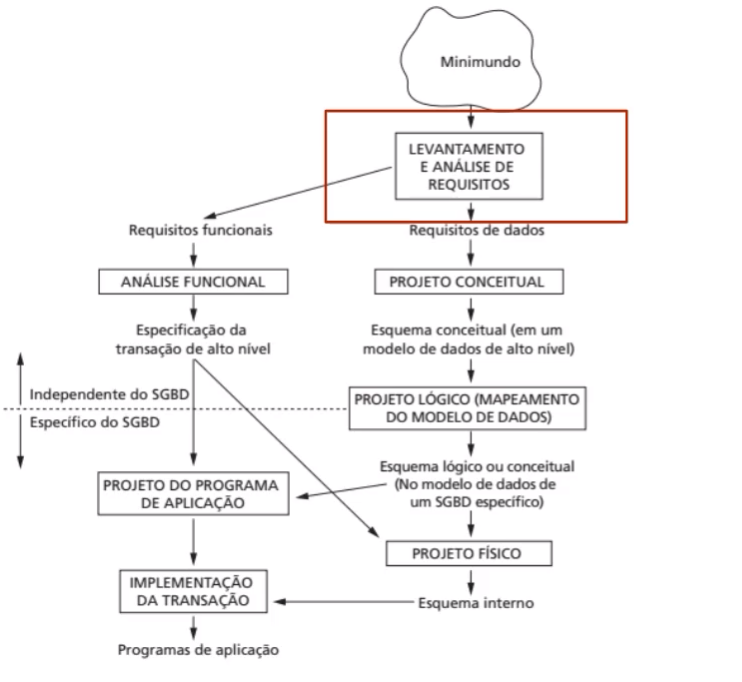 Minimundo
LEVANTAMENTO
E ANÁLISE DE
REQUISITOS
Requisitos funcionais
Requisitos de dados
ANÁLISE FUNCIONAL
PROJETO CONCEITUAL
Especificação da
transação de alto nível
Esquema conceitual (em um
modelo de dados de alto nível)
Independente do SGBD
Específico do SGBD
PROJETO LÓGICO (MAPEAMENTO
DO MODELO DE DADOS)
Esquema lógico ou conceitual
(No modelo de dados de
um SGBD específico)
PROJETO DO PROGRAMA
DE APLICAÇÃO
PROJETO FÍSICO
IMPLEMENTAÇÃO
DA TRANSAÇÃO
Esquema interno
Programas de aplicação